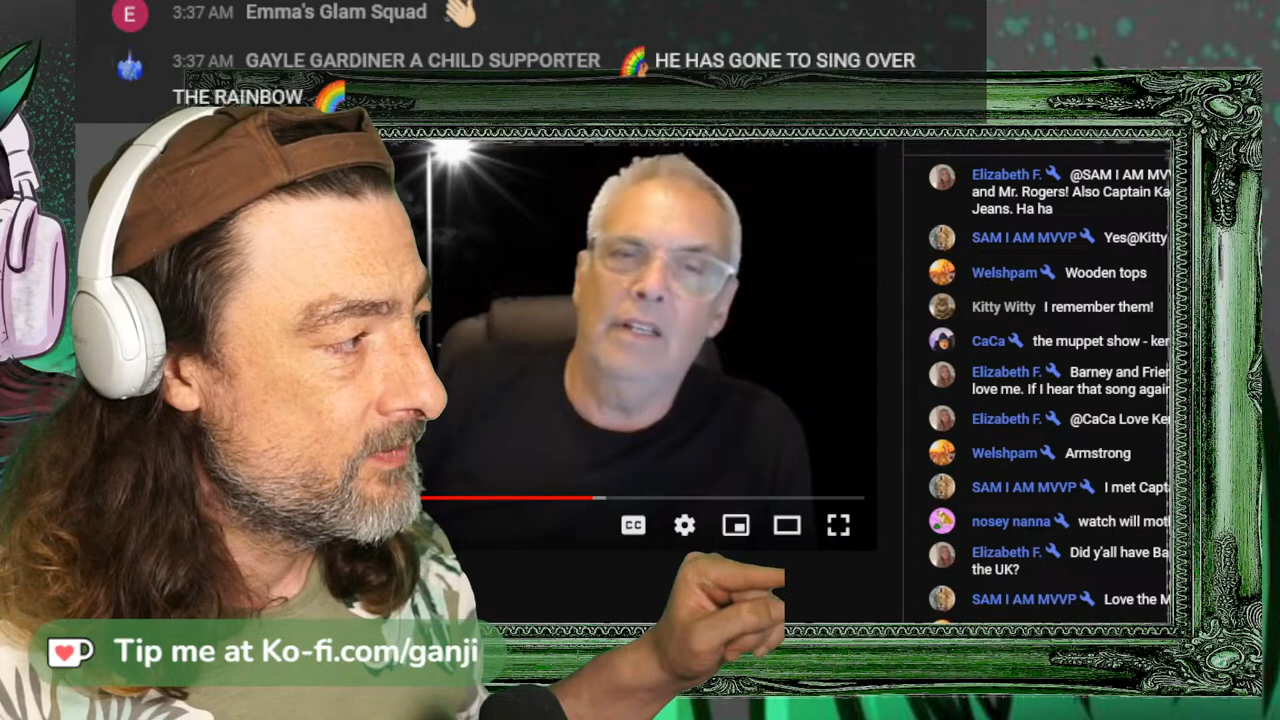 E
3:37 AM Emma's Glam Squad
3:37 AM GAYLE GARDINER A CHILD SUPPORTER HE HAS GONE TO SING OVER
THE RAINBOW
Elizabeth F. @SAM I AM
and Mr. Rogers! Also Captain
Jeans. Ha ha
SAM I AM MVVP Yes@Kitty
Welshpam Wooden tops
Kitty Witty I remember them!
CaCa the muppet show -
Elizabeth F. Barney and
love me. If I hear that song
Elizabeth F. @CaCa Love
Welshpam Armstrong
SAM I AM MVVP I met
nosey nanna watch will
Elizabeth F. Did y'all have
the UK?
SAM I AM MVVP Love the
CC
Tip me at Ko-fi.com/ganji